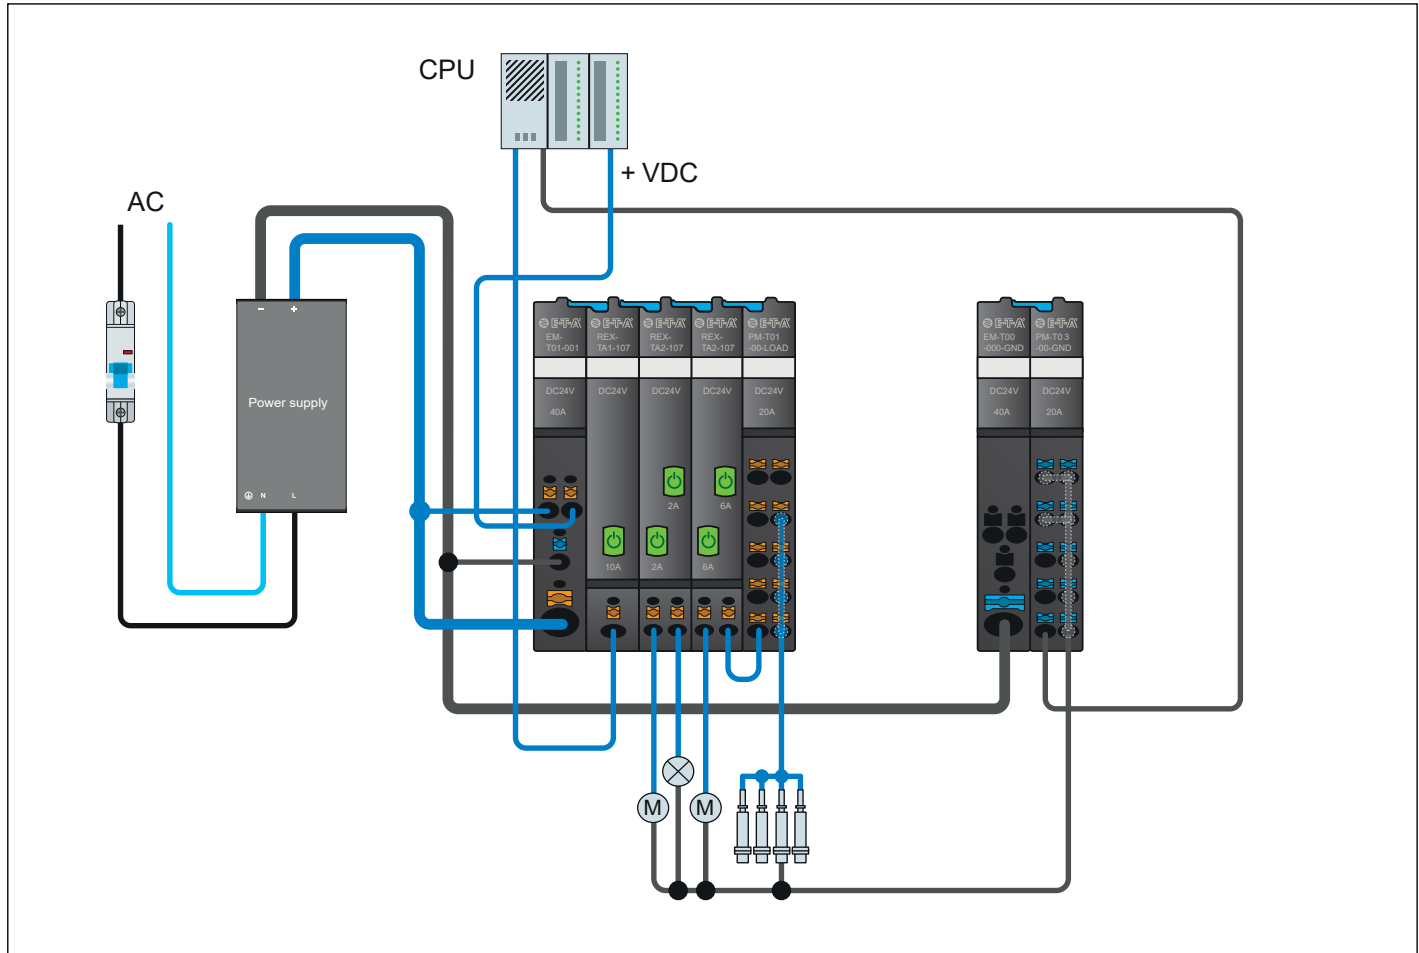 CPU
+ VDC
AC
− +
Power supply
N L
E-T-A
EM-
T01-001
DC24V
40A
E-T-A
REX-
TA1-107
DC24V
10A
E-T-A
REX-
TA2-107
DC24V
2A
2A
E-T-A
REX-
TA2-107
DC24V
6A
6A
E-T-A
PM-T01
-00-LOAD
DC24V
20A
E-T-A
EM-T00
-000-GND
DC24V
40A
E-T-A
PM-T0 3
-00-GND
DC24V
20A
M
M